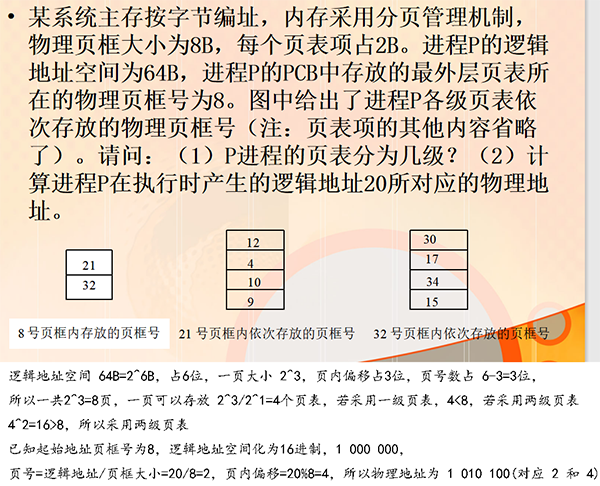 • 某系统主存按字节编址，内存采用分页管理机制，
物理页框大小为8B，每个页表项占2B。进程P的逻辑
地址空间为64B，进程P的PCB中存放的最外层页表所
在的物理页框号为8。图中给出了进程P各级页表依
次存放的物理页框号（注：页表项的其他内容省略
了）。请问：（1）P进程的页表分为几级？（2）计
算进程P在执行时产生的逻辑地址20所对应的物理地
址。
21
32
8号页框内存放的页框号
12
4
10
9
21号页框内依次存放的页框号
30
17
34
15
32号页框内依次存放的页框号
逻辑地址空间 64B=2^6B，占6位，一页大小 2^3，页内偏移占3位，页号数占 6-3=3位，
所以一共2^3=8页，一页可以存放 2^3/2^1=4个页表，若采用一级页表，4<8，若采用两级页表
4^2=16>8，所以采用两级页表
已知起始地址页框号为8，逻辑地址空间化为16进制，1 000 000，
页号=逻辑地址/页框大小=20/8=2，页内偏移=20%8=4，所以物理地址为 1 010 100(对应 2 和 4)